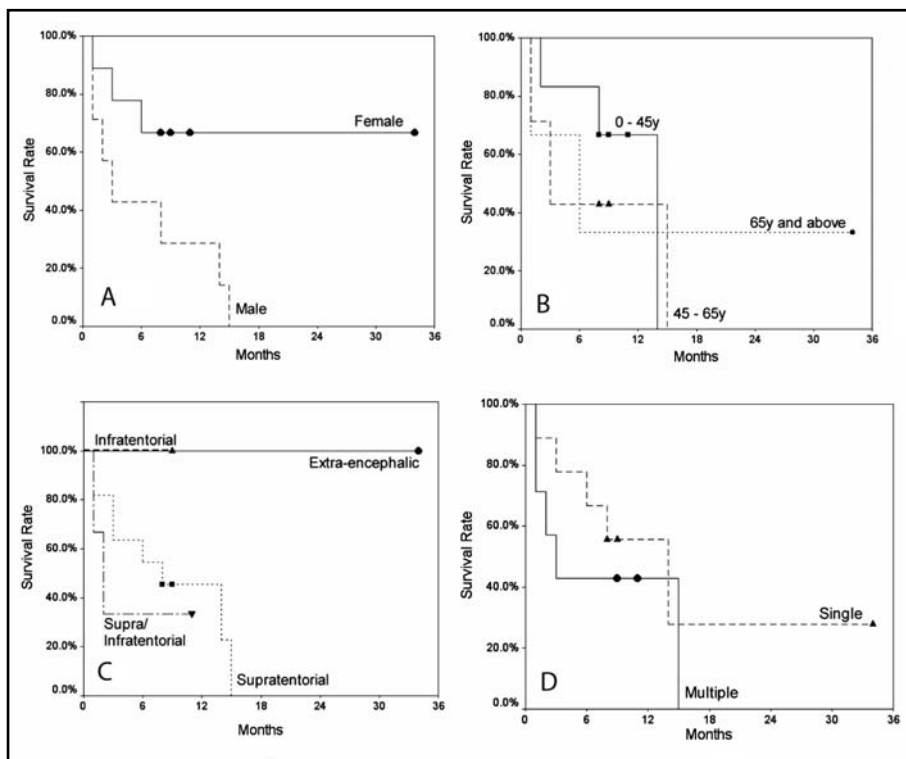 100.0%
80.0%
60.0%
40.0%
20.0%
0.0%
Survival Rate
Female
Male
A
0
6
12
18
24
30
36
Months
100.0%
80.0%
60.0%
40.0%
20.0%
0.0%
Survival Rate
0 - 45y
65y and above
45 - 65y
B
0
6
12
18
24
30
36
Months
100.0%
80.0%
60.0%
40.0%
20.0%
0.0%
Survival Rate
Infratentorial
Extra-encephalic
Supra/
Infratentorial
Supratentorial
C
0
6
12
18
24
30
36
Months
100.0%
80.0%
60.0%
40.0%
20.0%
0.0%
Survival Rate
Single
Multiple
D
0
6
12
18
24
30
36
Months